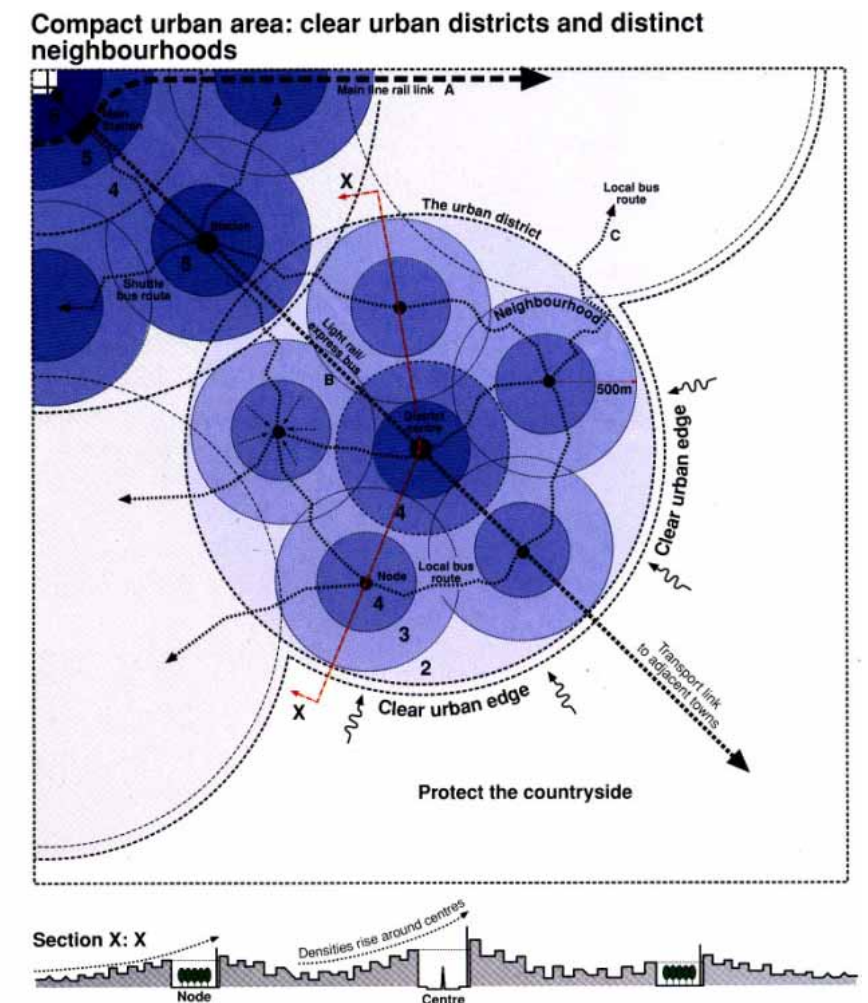 Compact urban area: clear urban districts and distinct
neighbourhoods
Main line rail link A
Main
station
6
5
4
X
Local bus
route
The urban district
C
Station
5
Shuttle
bus route
Neighbourhood
Light rail/
express bus
B
500m
District
centre
Clear urban edge
4
Node
Local bus
route
4
3
2
Transport link
to adjacent towns
X
Clear urban edge
Protect the countryside
Section X: X
Densities rise around centres
Node
Centre